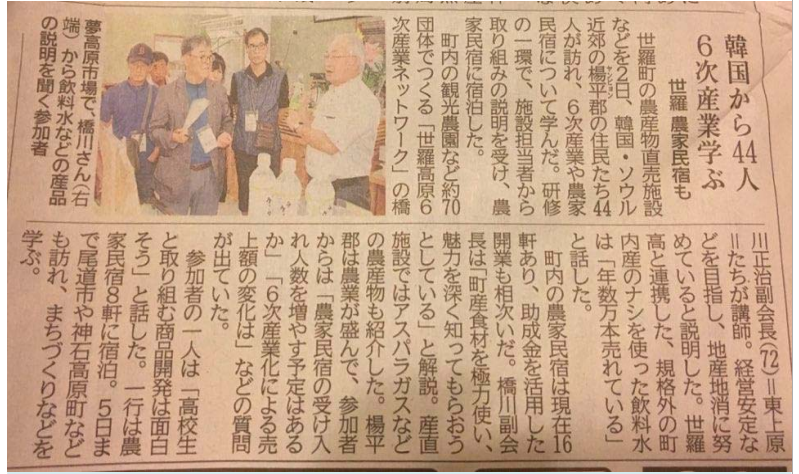 韓国から44人
6次産業学ぶ
世羅 農家民宿も
世羅町の農産物直売施設
などを2日、韓国・ソウル
近郊の楊平郡の住民たち44
ヤンピョン
人が訪れ、6次産業や農家
民宿について学んだ。研修
の一環で、施設担当者から
取り組みの説明を受け、農
家民宿に宿泊した。
町内の観光農園など約70
団体でつくる「世羅高原6
次産業ネットワーク」の橋
夢高原市場で、橋川さん(右
端)から飲料水などの産品
の説明を聞く参加者
川正治副会長(72)=東上原
=たちが講師。経営安定な
どを目指し、地産地消に努
めていると説明した。世羅
高と連携した、規格外の町
内産のナシを使った飲料水
は「年数万本売れている」
と話した。
町内の農家民宿は現在16
軒あり、助成金を活用した
開業も相次いだ。橋川副会
長は「町産食材を極力使い、
魅力を深く知ってもらおう
としている」と解説。産直
施設ではアスパラガスなど
の農産物も紹介した。楊平
郡は農業が盛んで、参加者
からは「農家民宿の受け入
れ人数を増やす予定はある
か」「6次産業化による売
上額の変化は」などの質問
が出ていた。
参加者の一人は「高校生
と取り組む商品開発は面白
そう」と話した。一行は農
家民宿8軒に宿泊。5日ま
で尾道市や神石高原町など
も訪れ、まちづくりなどを
学ぶ。